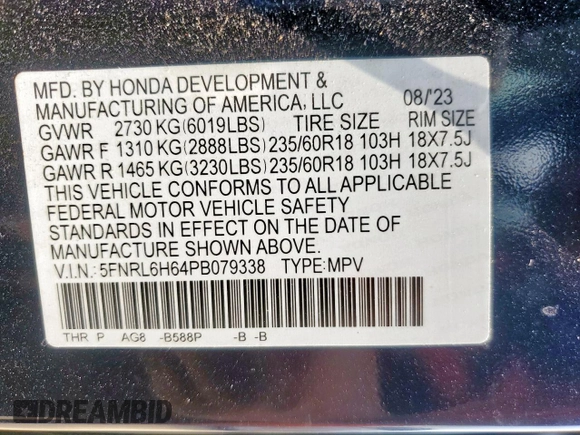 MFD. BY HONDA DEVELOPMENT &
MANUFACTURING OF AMERICA, LLC 08/'23
GVWR 2730 KG(6019LBS) TIRE SIZE RIM SIZE
GAWR F 1310 KG(2888LBS) 235/60R18 103H 18X7.5J
GAWR R 1465 KG(3230LBS) 235/60R18 103H 18X7.5J
THIS VEHICLE CONFORMS TO ALL APPLICABLE
FEDERAL MOTOR VEHICLE SAFETY
STANDARDS IN EFFECT ON THE DATE OF
MANUFACTURE SHOWN ABOVE.
V.I.N.: 5FNRL6H64PB079338 TYPE: MPV
THR P AG8 -B588P -B -B
DREAMBID